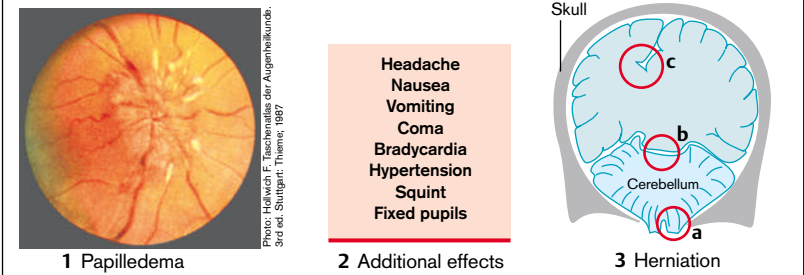 Photo: Hollwich F. Taschenatlas der Augenheilkunde.
3rd ed. Stuttgart: Thieme; 1987
1 Papilledema
Headache
Nausea
Vomiting
Coma
Bradycardia
Hypertension
Squint
Fixed pupils
2 Additional effects
Skull
c
b
Cerebellum
a
3 Herniation